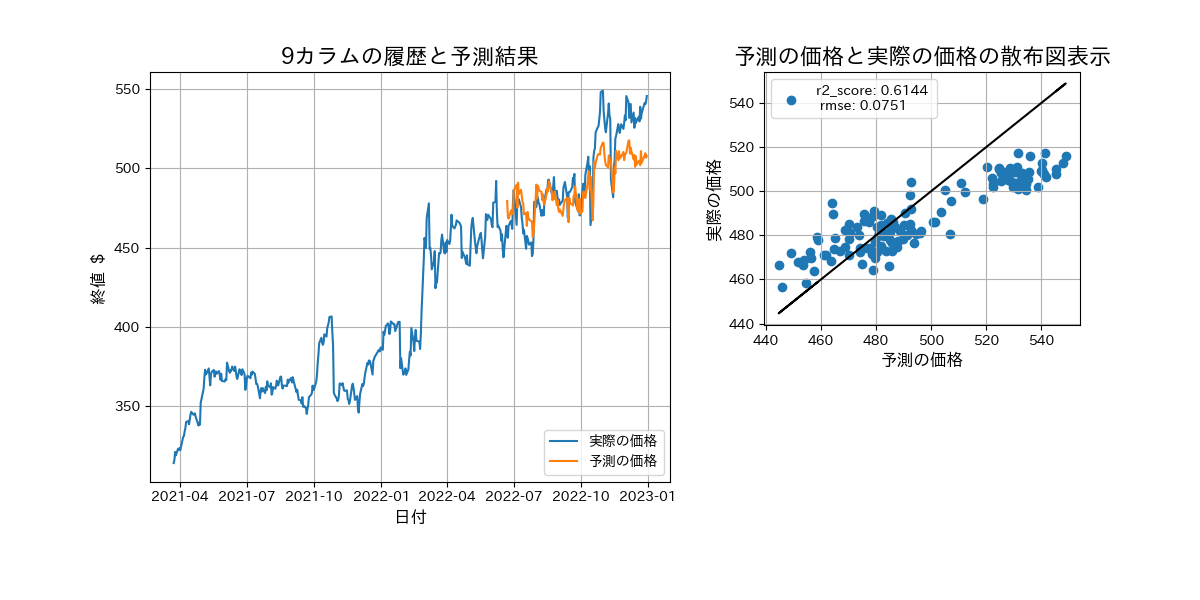 9カラムの履歴と予測結果
終値 $
550
500
450
400
350
実際の価格
予測の価格
2021-04 2021-07 2021-10 2022-01 2022-04 2022-07 2022-10 2023-01
日付
予測の価格と実際の価格の散布図表示
実際の価格
540
520
500
480
460
440
r2_score: 0.6144
rmse: 0.0751
440 460 480 500 520 540
予測の価格